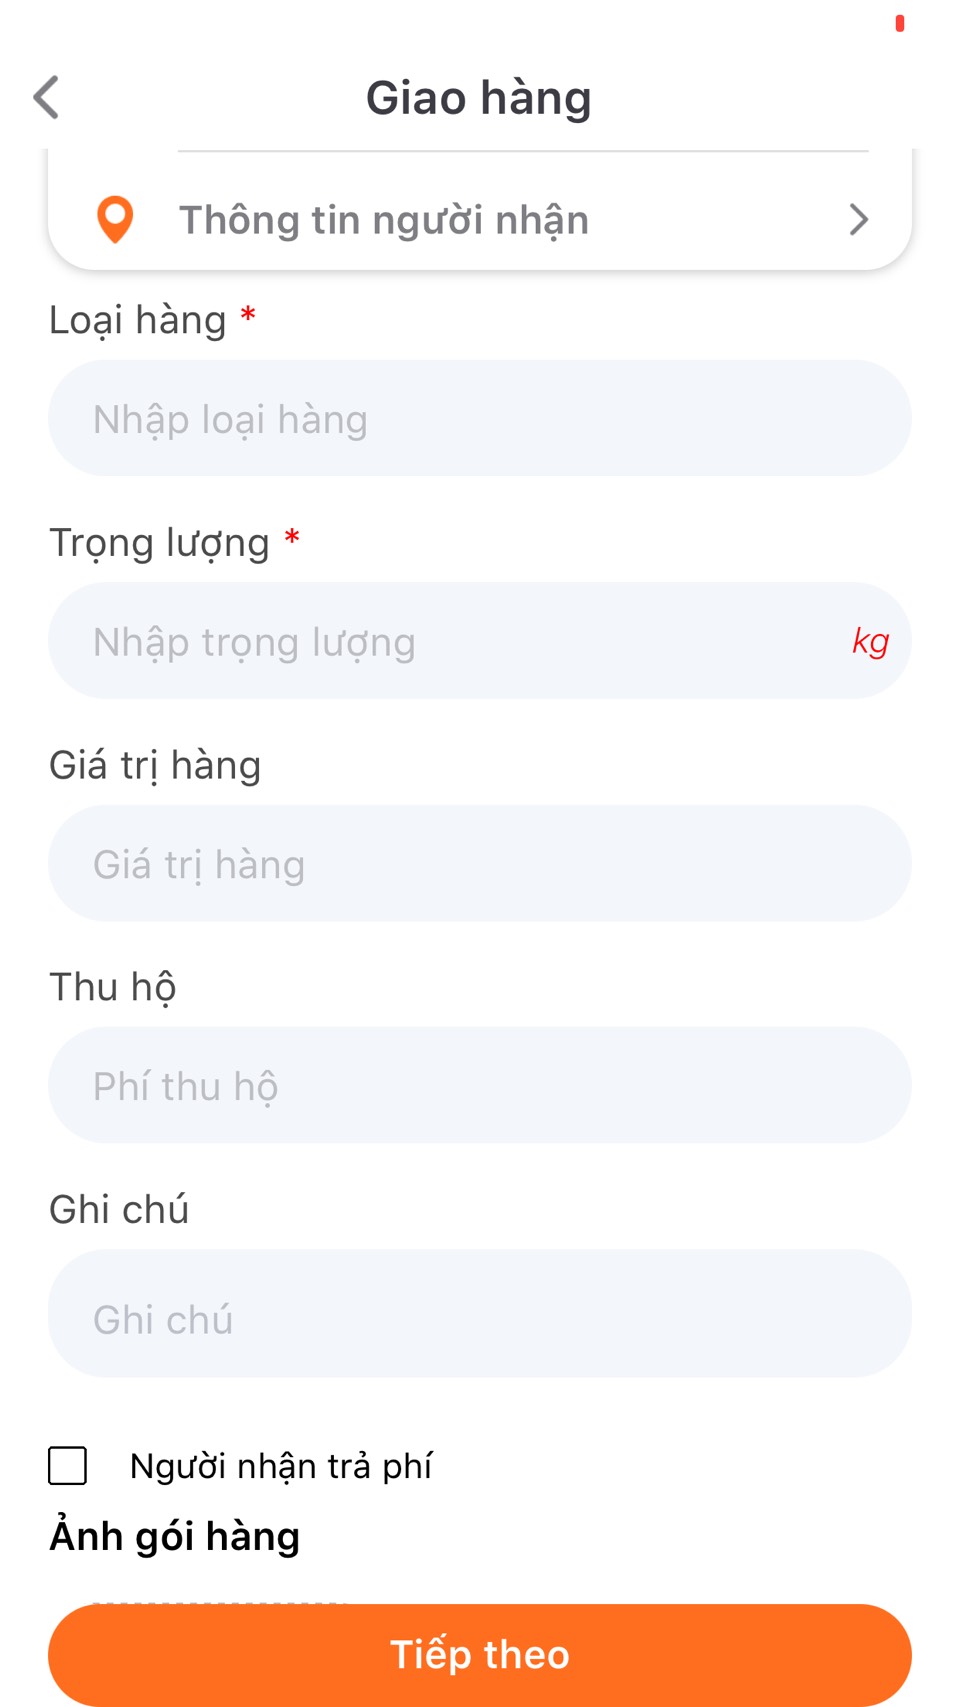 Giao hàng
Thông tin người nhận
Loại hàng *
Nhập loại hàng
Trọng lượng *
Nhập trọng lượng kg
Giá trị hàng
Giá trị hàng
Thu hộ
Phí thu hộ
Ghi chú
Ghi chú
Người nhận trả phí
Ảnh gói hàng
Tiếp theo